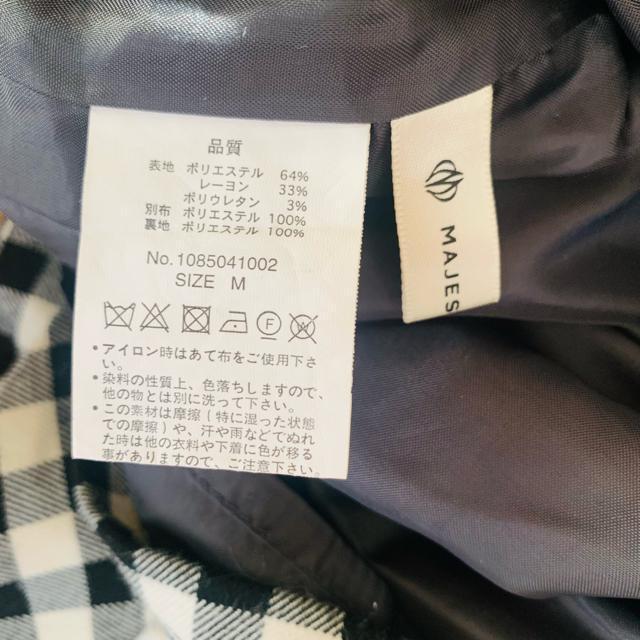 品質
表地 ポリエステル 64%
レーヨン 33%
ポリウレタン 3%
別布 ポリエステル 100%
裏地 ポリエステル 100%
No.1085041002
SIZE M
•アイロン時はあて布をご使用下さ
い。
•染料の性質上、色落ちしますので、
他の物とは別に洗って下さい。
•この素材は摩擦(特に湿った状態
での摩擦)や、汗や雨などでぬれ
た時は他の衣料や下着に色が移る
事がありますので、ご注意下さい。
MAJES